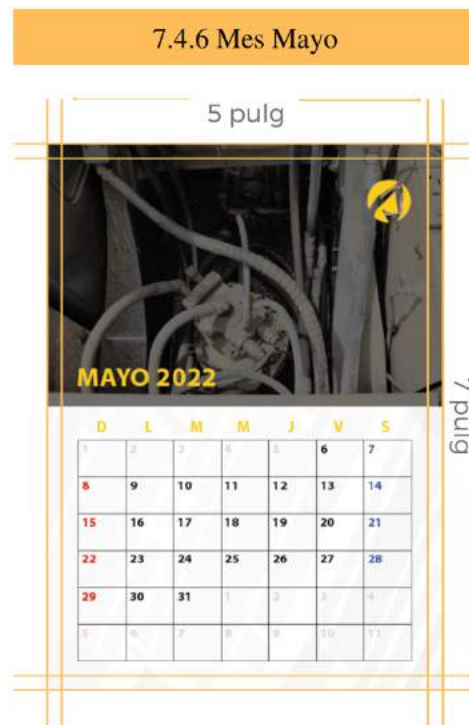 7.4.6 Mes Mayo
5 pulg
MAYO 2022
7 pulg
D L M M J V S
1 2 3 4 5 6 7
8 9 10 11 12 13 14
15 16 17 18 19 20 21
22 23 24 25 26 27 28
29 30 31 1 2 3 4
5 6 7 8 9 10 11